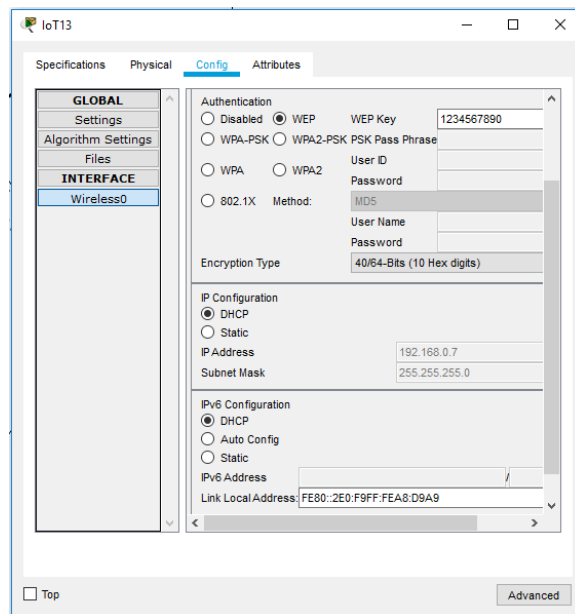 IoT13
Specifications Physical Config Attributes
GLOBAL
Settings
Algorithm Settings
Files
INTERFACE
Wireless0
Authentication
Disabled WEP WEP Key 1234567890
WPA-PSK WPA2-PSK PSK Pass Phrase
User ID
WPA WPA2
Password
802.1X Method: MD5
User Name
Password
Encryption Type 40/64-Bits (10 Hex digits)
IP Configuration
DHCP
Static
IP Address 192.168.0.7
Subnet Mask 255.255.255.0
IPv6 Configuration
DHCP
Auto Config
Static
IPv6 Address /
Link Local Address: FE80::2E0:F9FF:FEA8:D9A9
Top Advanced